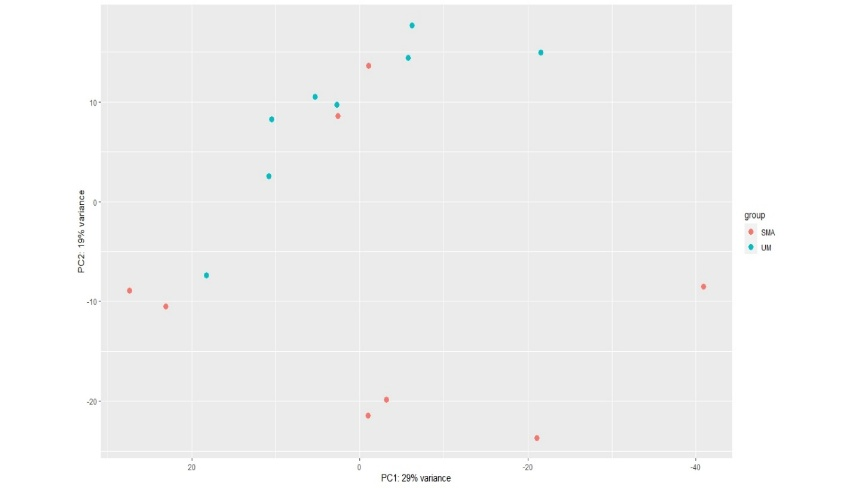 10
0
-10
-20
PC2: 19% variance
20
0
-20
-40
PC1: 29% variance
group
SMA
UM